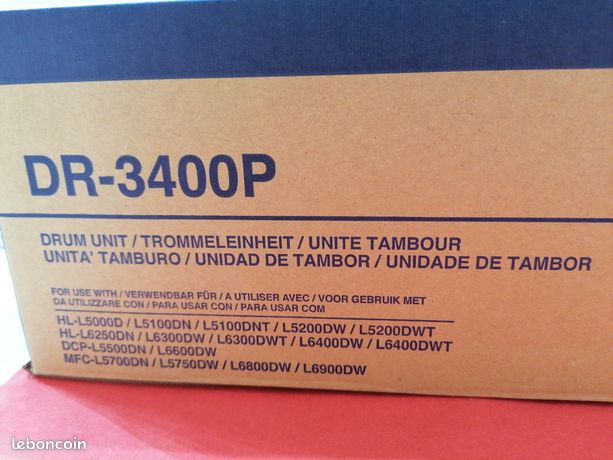 DR-3400P
DRUM UNIT / TROMMELEINHEIT / UNITE TAMBOUR
UNITA' TAMBURO / UNIDAD DE TAMBOR / UNIDADE DE TAMBOR
FOR USE WITH / VERWENDBAR FÜR / A UTILISER AVEC / VOOR GEBRUIK MET
DA UTILIZZARE CON / PARA USAR CON / PARA USAR COM
HL-L5000D / L5100DN / L5100DNT / L5200DW / L5200DWT
HL-L6250DN / L6300DW / L6300DWT / L6400DW / L6400DWT
DCP-L5500DN / L6600DW
MFC-L5700DN / L5750DW / L6800DW / L6900DW
leboncoin